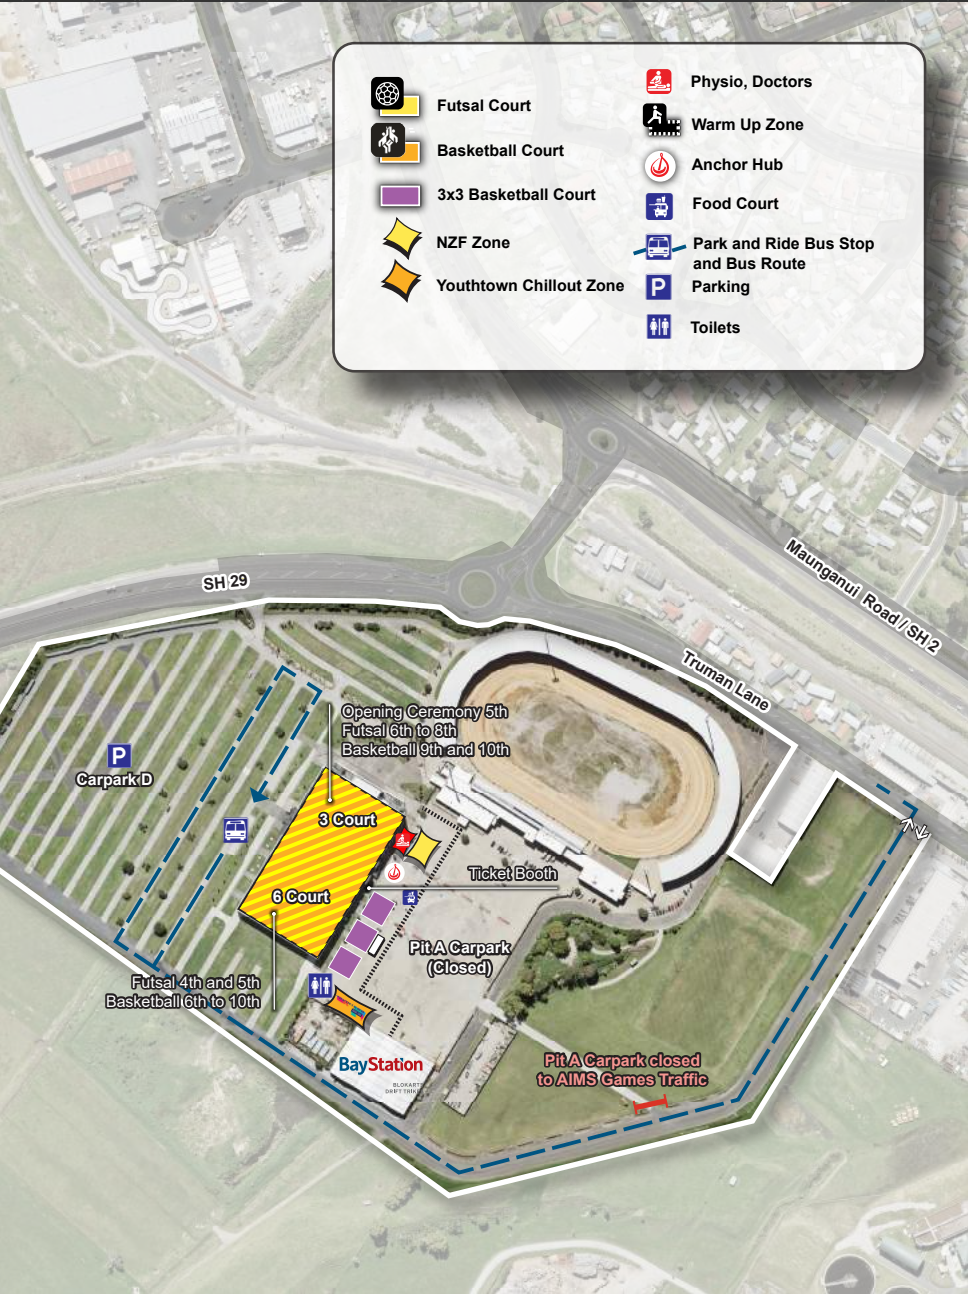 Futsal Court
Basketball Court
3x3 Basketball Court
NZF Zone
Youthtown Chillout Zone
Physio, Doctors
Warm Up Zone
Anchor Hub
Food Court
Park and Ride Bus Stop
and Bus Route
P
Parking
Toilets
SH 29
Maunganui Road / SH 2
Truman Lane
Opening Ceremony 5th
Futsal 6th to 8th
Basketball 9th and 10th
P
Carpark D
3 Court
6 Court
Ticket Booth
Pit A Carpark
(Closed)
Futsal 4th and 5th
Basketball 6th to 10th
BayStation
BLOKARTS
DRIFT TRIKES
Pit A Carpark closed
to AIMS Games Traffic